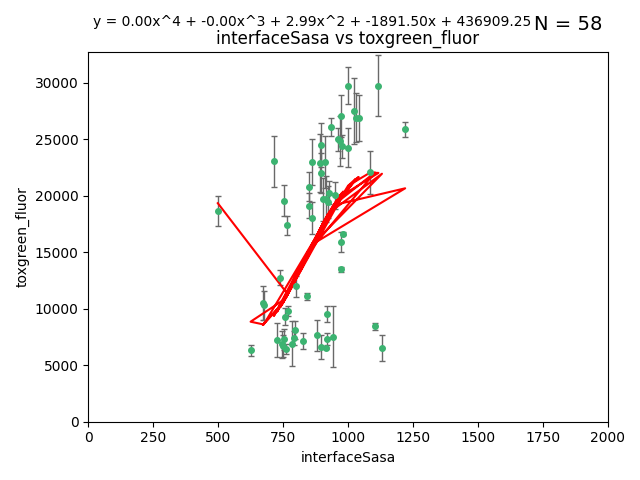 y = 0.00x^4 + -0.00x^3 + 2.99x^2 + -1891.50x + 436909.25 N = 58
interfaceSasa vs toxgreen_fluor
30000
25000
20000
15000
10000
5000
0
toxgreen_fluor
0 250 500 750 1000 1250 1500 1750 2000
interfaceSasa